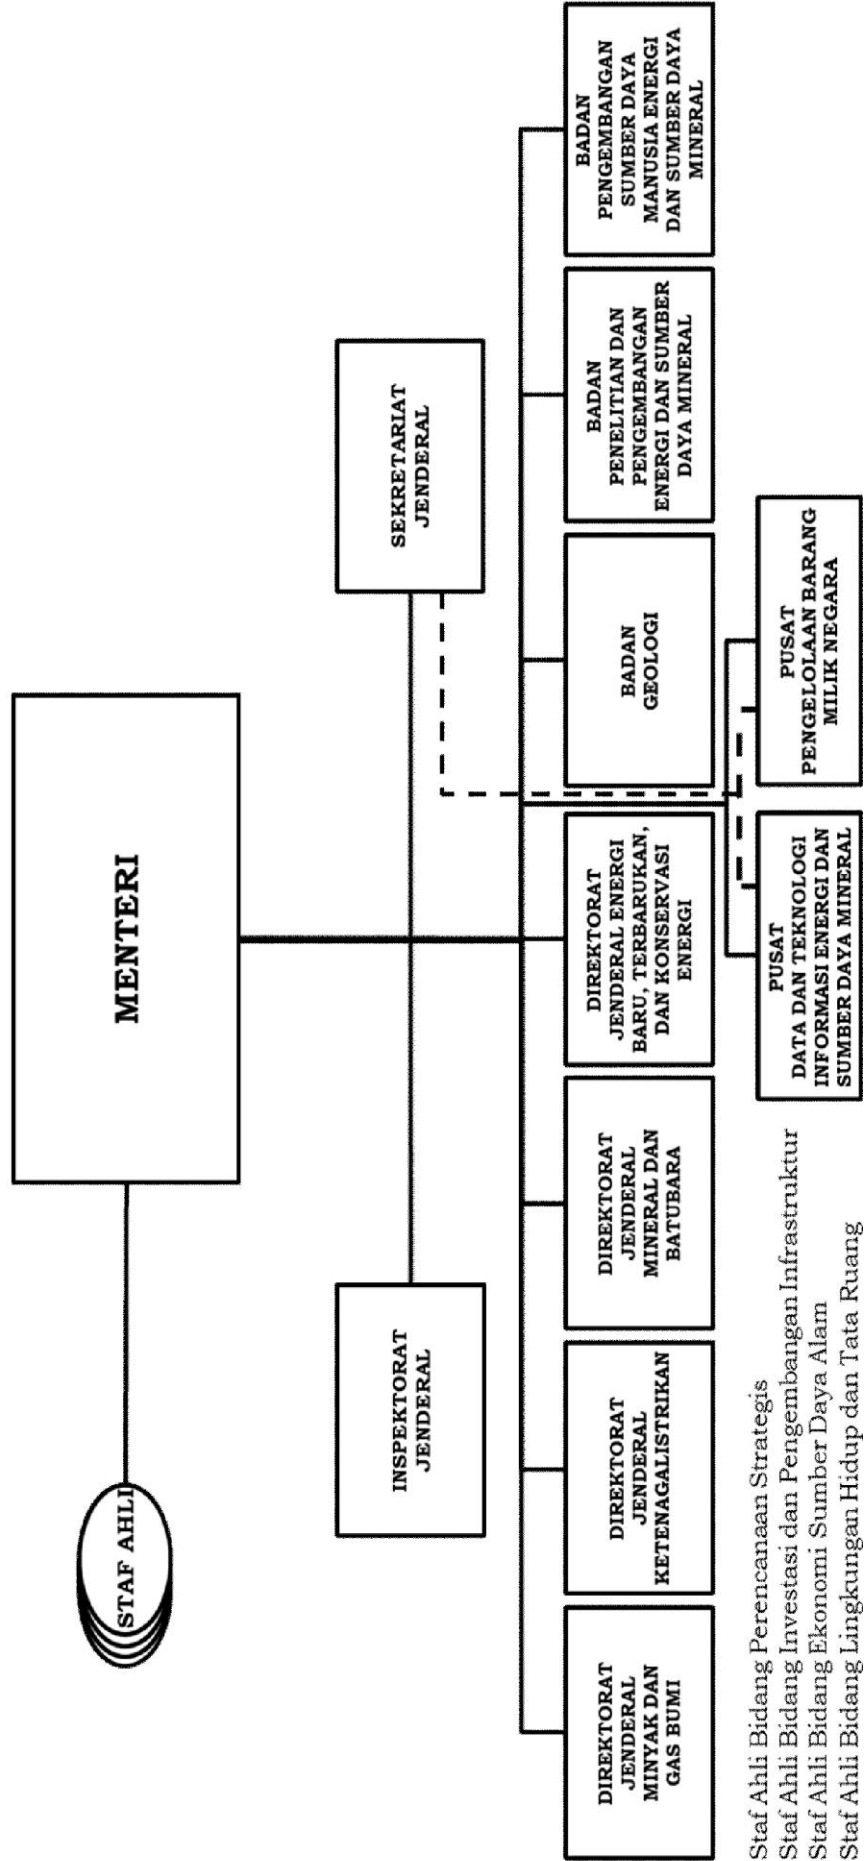 MENTERI
STAF AHLI
INSPEKTORAT
JENDERAL
SEKRETARIAT
JENDERAL
DIREKTORAT
JENDERAL
MINYAK DAN
GAS BUMI
DIREKTORAT
JENDERAL
KETENAGALISTRIKAN
DIREKTORAT
JENDERAL
MINERAL DAN
BATUBARA
DIREKTORAT
JENDERAL ENERGI
BARU, TERBARUKAN,
DAN KONSERVASI
ENERGI
BADAN
GEOLOGI
BADAN
PENELITIAN DAN
PENGEMBANGAN
ENERGI DAN SUMBER
DAYA MINERAL
BADAN
PENGEMBANGAN
SUMBER DAYA
MANUSIA ENERGI
DAN SUMBER DAYA
MINERAL
PUSAT
DATA DAN TEKNOLOGI
INFORMASI ENERGI DAN
SUMBER DAYA MINERAL
PUSAT
PENGELOLAAN BARANG
MILIK NEGARA
Staf Ahli Bidang Perencanaan Strategis
Staf Ahli Bidang Investasi dan Pengembangan Infrastruktur
Staf Ahli Bidang Ekonomi Sumber Daya Alam
Staf Ahli Bidang Lingkungan Hidup dan Tata Ruang